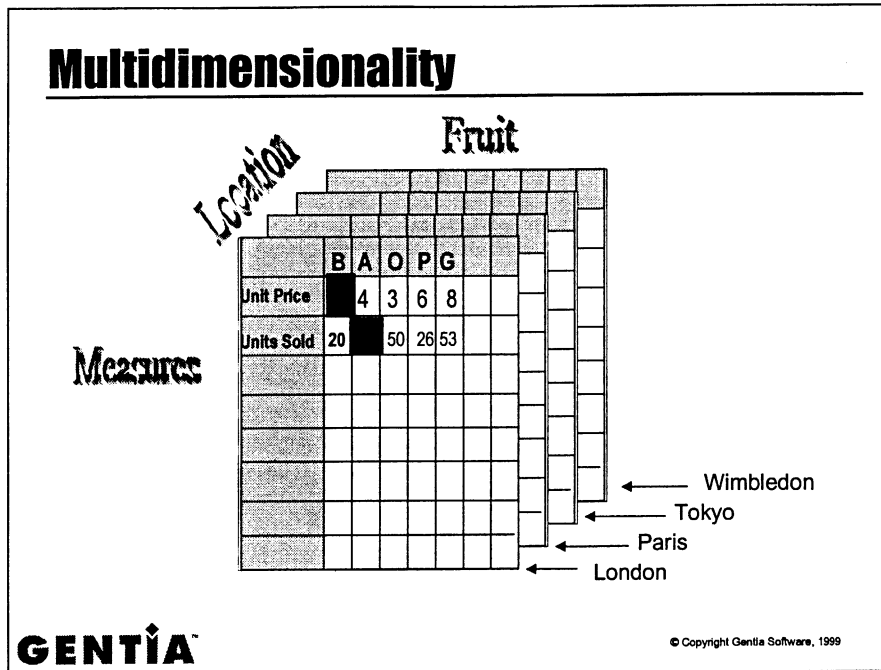 Multidimensionality
Fruit
Location
B A O P G
Unit Price 4 3 6 8
Units Sold 20 50 26 53
Measures
Wimbledon
Tokyo
Paris
London
GENTIA™
© Copyright Gentia Software, 1999